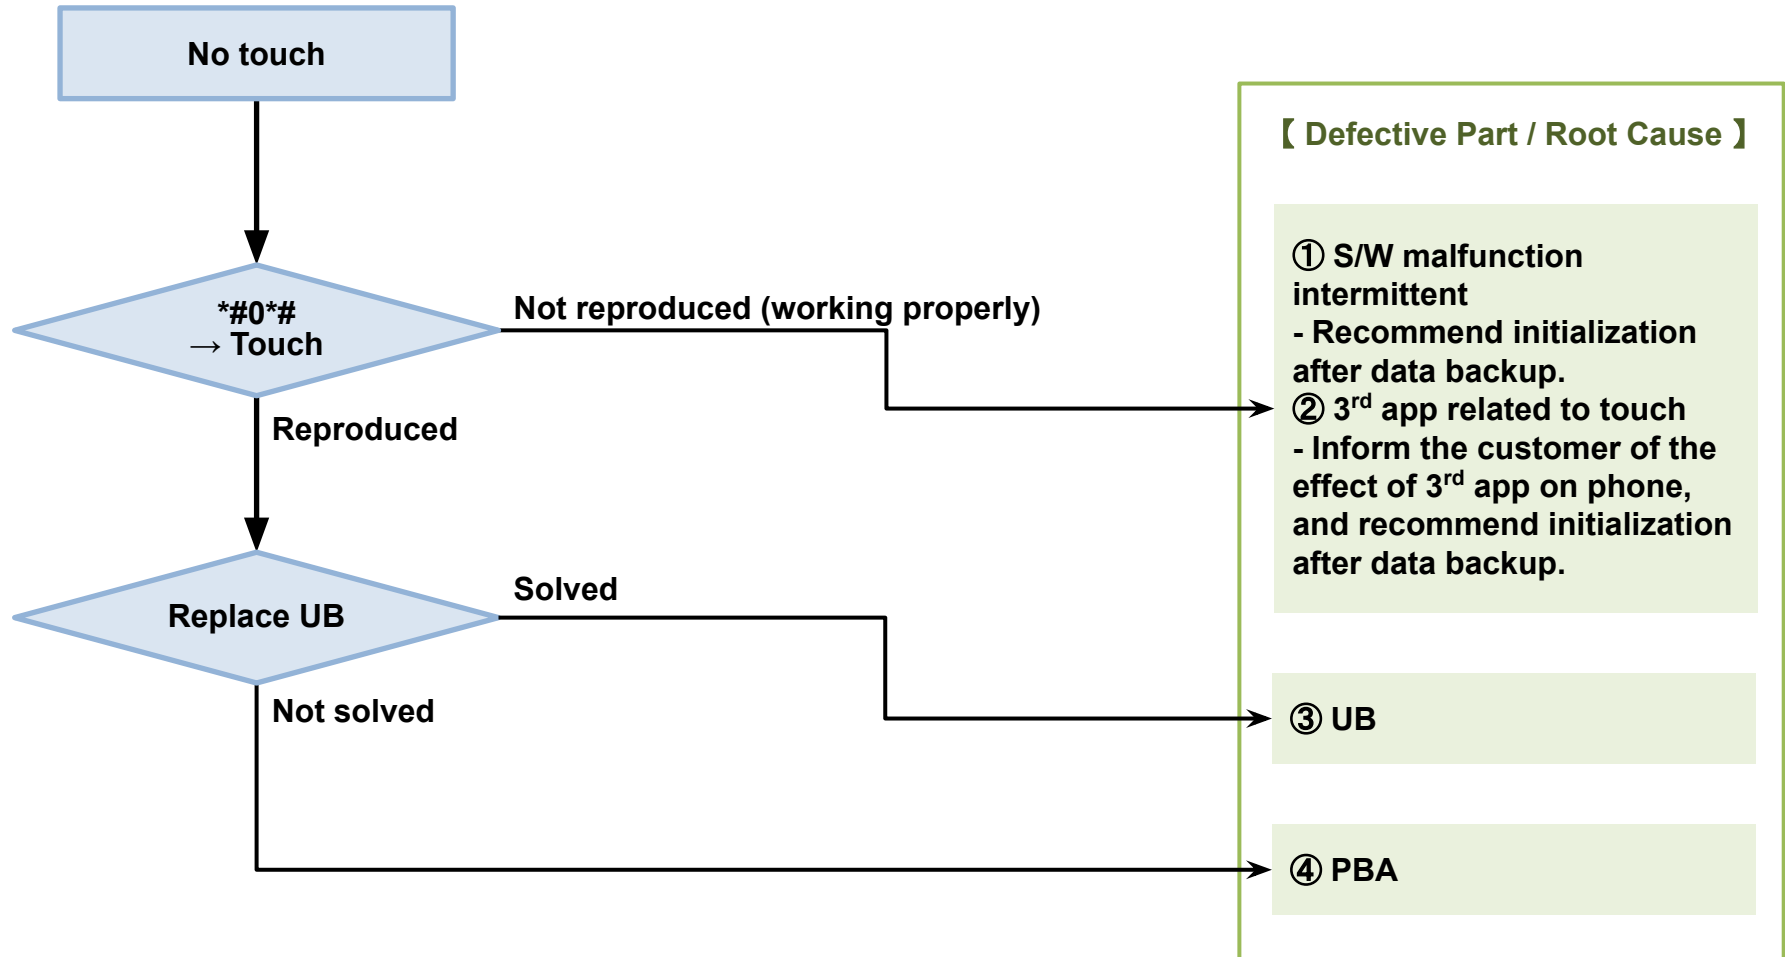 No touch
【 Defective Part / Root Cause 】
*#0*#
→ Touch
Not reproduced (working properly)
Reproduced
① S/W malfunction
intermittent
- Recommend initialization
after data backup.
② 3rd app related to touch
- Inform the customer of the
effect of 3rd app on phone,
and recommend initialization
after data backup.
Replace UB
Solved
Not solved
③ UB
④ PBA